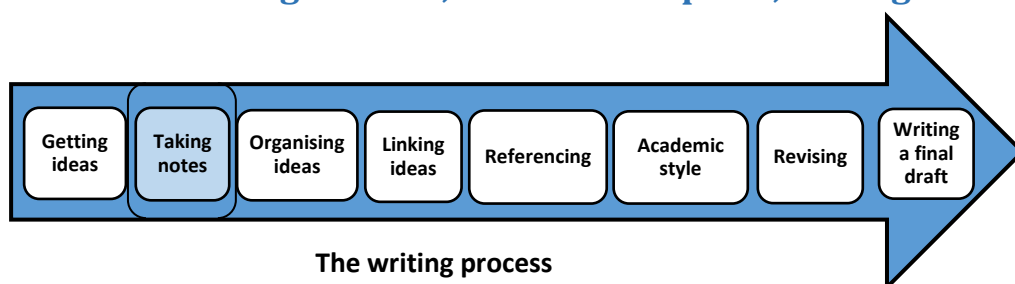 Getting
ideas
Taking
notes
Organising
ideas
Linking
ideas
Referencing
Academic
style
Revising
Writing
a final
draft
The writing process